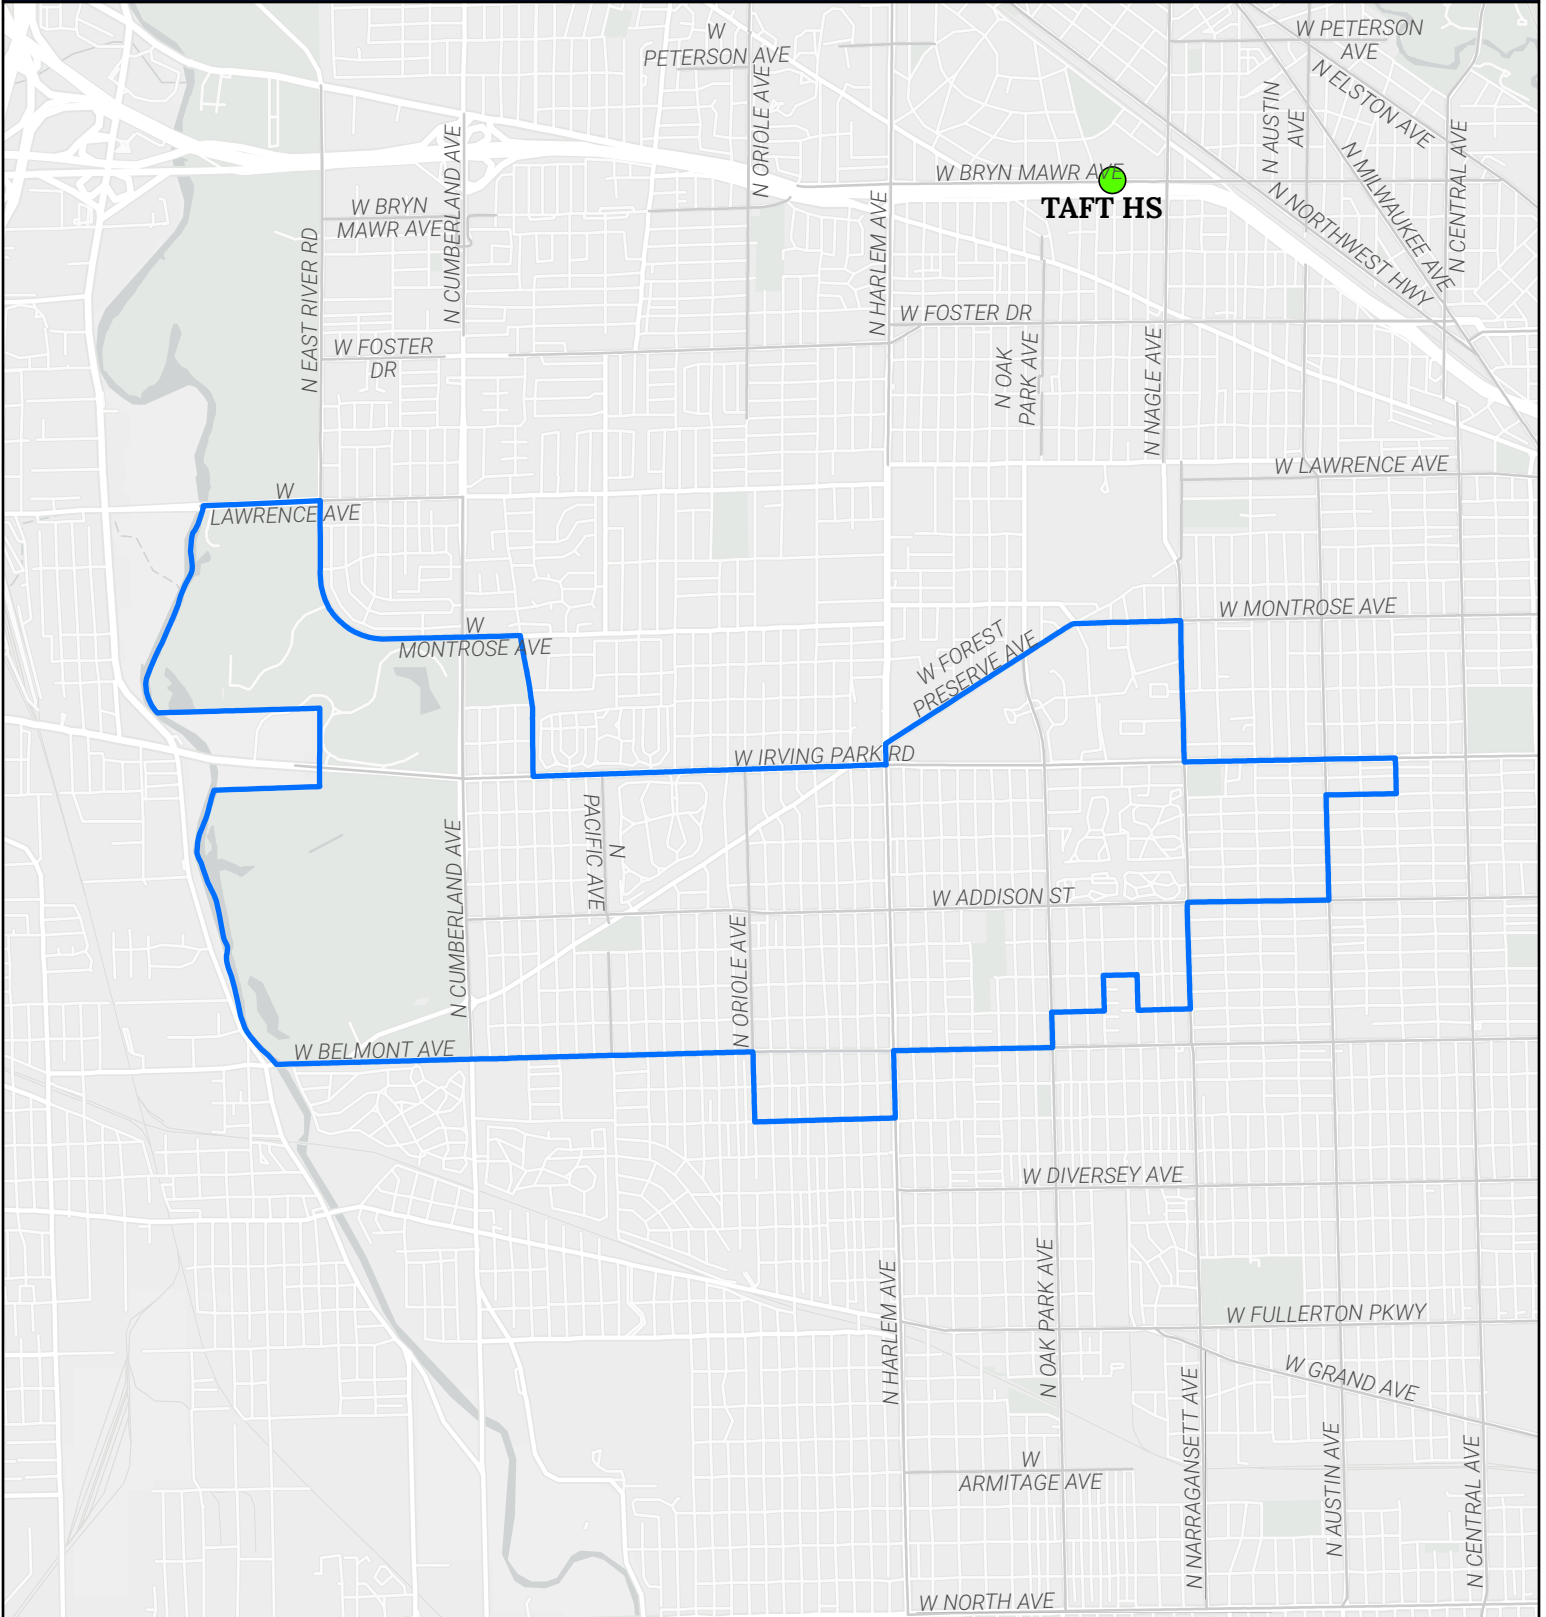 W
PETERSON AVE
W PETERSON
AVE
N ELSTON AVE
N ORIOLE AVE
N AUSTIN
AVE
N CUMBERLAND AVE
N MILWAUKEE AVE
N CENTRAL AVE
W BRYN MAWR AVE
TAFT HS
N NORTHWEST HWY
W BRYN
MAWR AVE
N EAST RIVER RD
N HARLEM AVE
W FOSTER DR
W FOSTER
DR
N OAK
PARK AVE
N NAGLE AVE
W LAWRENCE AVE
W
LAWRENCE AVE
W MONTROSE AVE
W
MONTROSE AVE
W FOREST
PRESERVE AVE
W IRVING PARK RD
N
PACIFIC AVE
N CUMBERLAND AVE
W ADDISON ST
N ORIOLE AVE
W BELMONT AVE
W DIVERSEY AVE
N HARLEM AVE
N OAK PARK AVE
W FULLERTON PKWY
W GRAND AVE
N NARRAGANSETT AVE
N AUSTIN AVE
N CENTRAL AVE
W
ARMITAGE AVE
W NORTH AVE